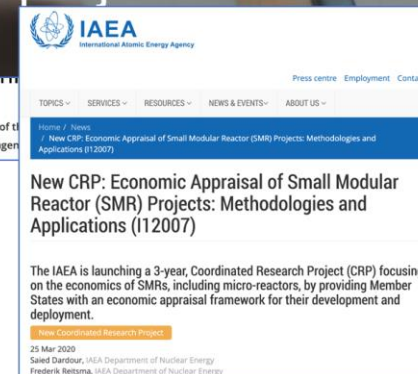 IAEA
International Atomic Energy Agency
Press centre Employment
TOPICS SERVICES RESOURCES NEWS & EVENTS ABOUT US
of
Home / News
/ New CRP: Economic Appraisal of Small Modular Reactor (SMR) Projects: Methodologies and
Applications (I12007)
New CRP: Economic Appraisal of Small Modular
Reactor (SMR) Projects: Methodologies and
Applications (I12007)
The IAEA is launching a 3-year, Coordinated Research Project (CRP) focusin
on the economics of SMRs, including micro-reactors, by providing Member
States with an economic appraisal framework for their development and
deployment.
New Coordinated Research Project
25 Mar 2020
Saied Dardour, IAEA Department of Nuclear Energy
Frederik Reitsma, IAEA Department of Nuclear Energy